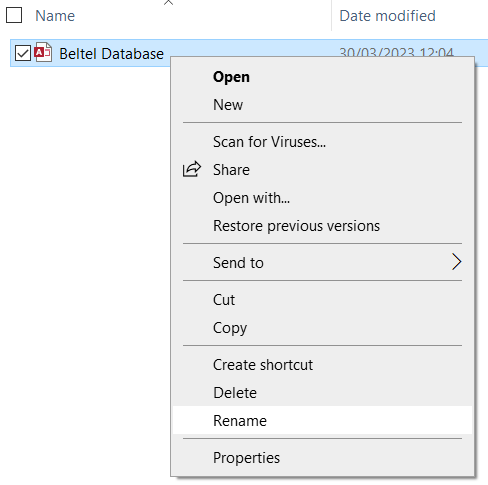 Name Date modified
Beltel Database 30/03/2023 12:04
Open
New
Scan for Viruses...
Share
Open with...
Restore previous versions
Send to
Cut
Copy
Create shortcut
Delete
Rename
Properties